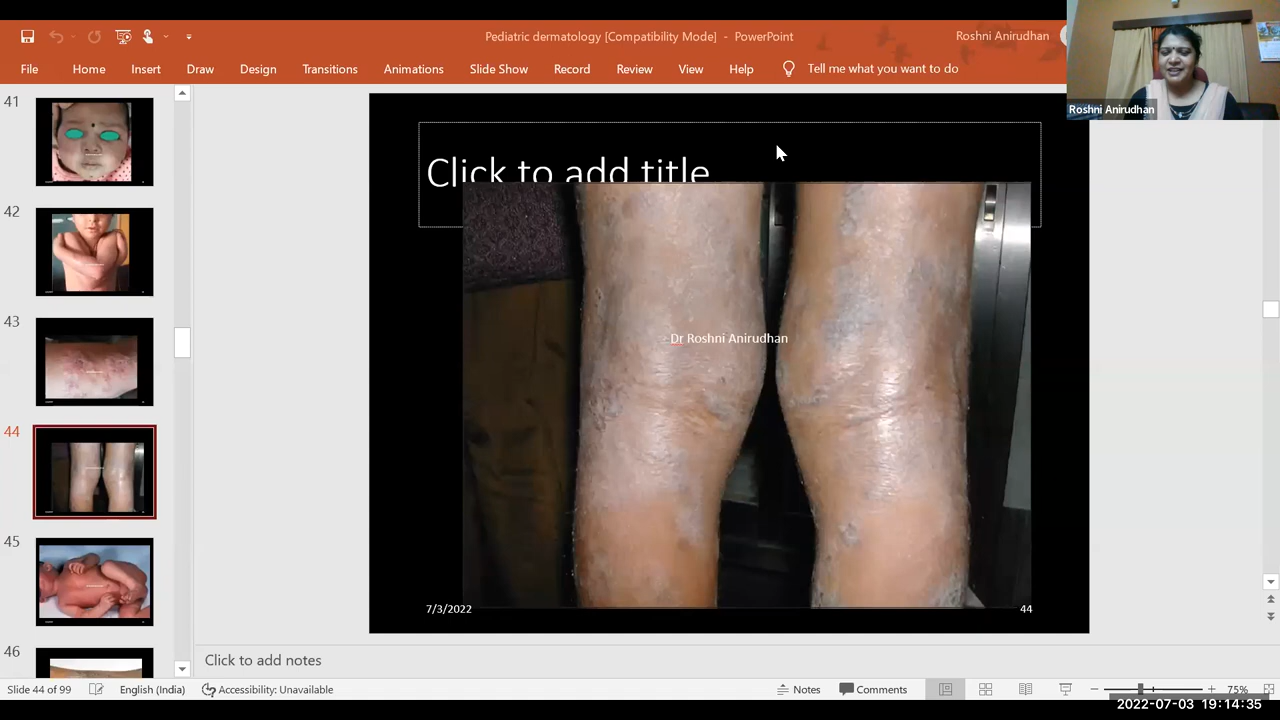 Pediatric dermatology [Compatibility Mode] - PowerPoint
Roshni Anirudhan
File Home Insert Draw Design Transitions Animations Slide Show Record Review View Help Tell me what you want to do
Roshni Anirudhan
41
42
43
44
45
46
Click to add title
Dr Roshni Anirudhan
7/3/2022
44
Click to add notes
Slide 44 of 99 English (India) Accessibility: Unavailable Notes Comments 75%
2022-07-03 19:14:35